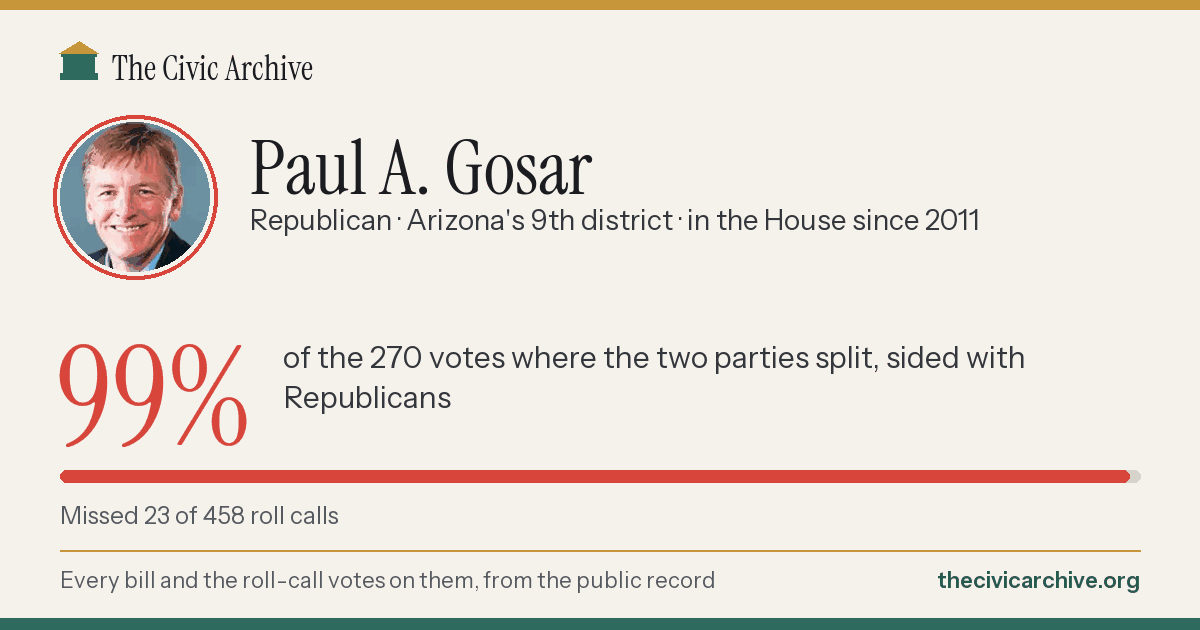 The Civic Archive
Paul A. Gosar
Republican · Arizona's 9th district · in the House since 2011
99%
of the 270 votes where the two parties split, sided with
Republicans
Missed 23 of 458 roll calls
Every bill and the roll-call votes on them, from the public record
thecivicarchive.org